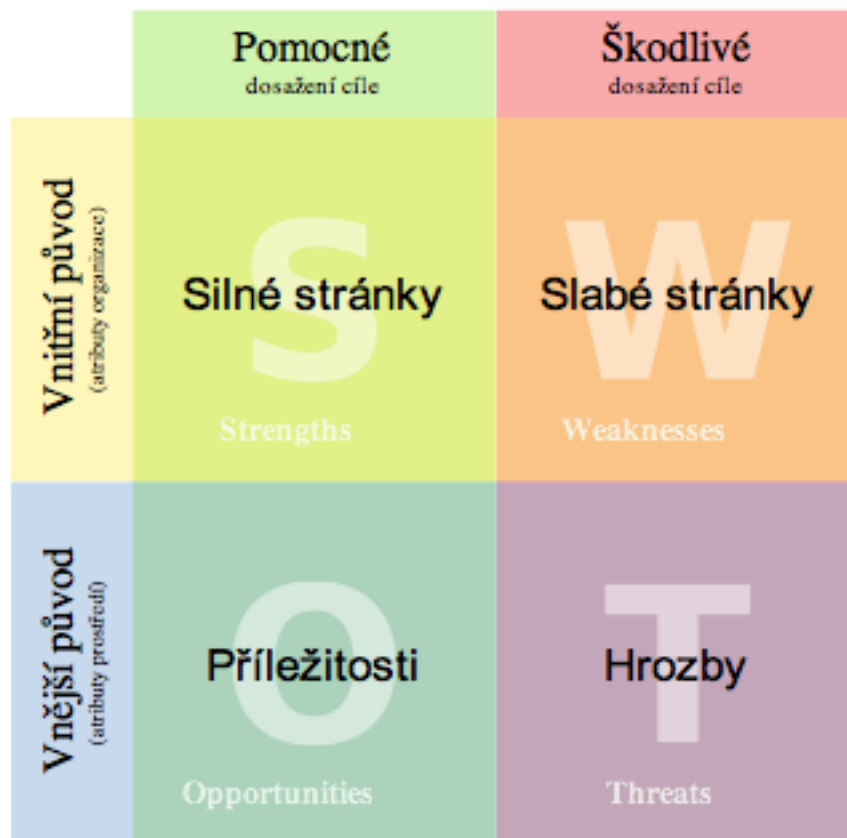 Pomocné
dosažení cíle
Škodlivé
dosažení cíle
Vnitřní původ
(atributy organizace)
S
Silné stránky
Strengths
W
Slabé stránky
Weaknesses
Vnější původ
(atributy prostředí)
O
Příležitosti
Opportunities
T
Hrozby
Threats